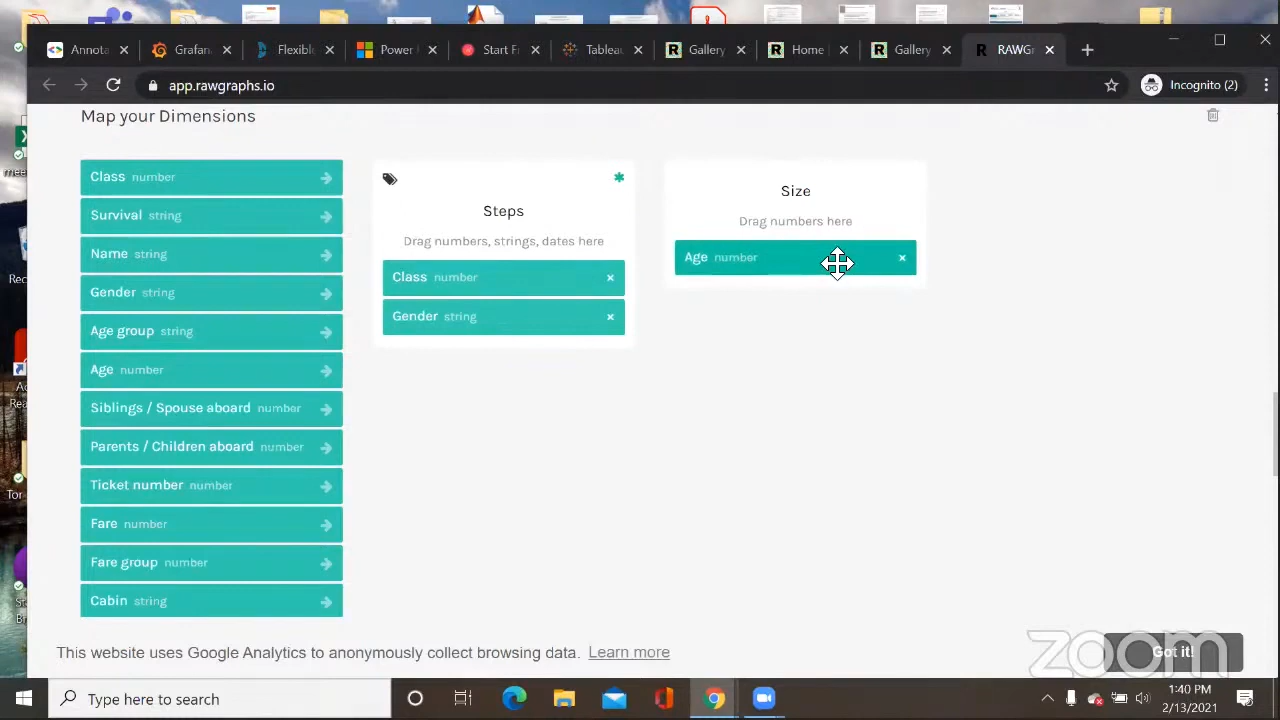 Annote
Grafan
Flexibi
Power
Start Fr
Tableau
Gallery
Home
Gallery
RAWGr
app.rawgraphs.io
Incognito (2)
Map your Dimensions
Class number
Survival string
Name string
Gender string
Age group string
Age number
Siblings / Spouse aboard number
Parents / Children aboard number
Ticket number number
Fare number
Fare group number
Cabin string
Steps
Drag numbers, strings, dates here
Class number
Gender string
Size
Drag numbers here
Age number
This website uses Google Analytics to anonymously collect browsing data. Learn more
Got it!
zoom
Type here to search
1:40 PM
2/13/2021